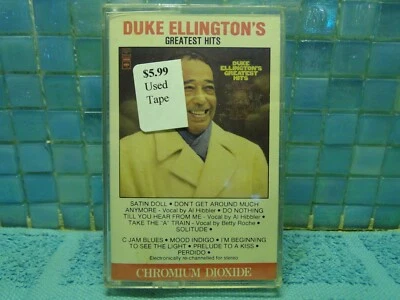 DUKE ELLINGTON'S
GREATEST HITS
$5.99
Used
Tape
DUKE
ELLINGTON'S
GREATEST
HITS
SATIN DOLL • DON'T GET AROUND MUCH
ANYMORE - Vocal by Al Hibbler • DO NOTHING
TILL YOU HEAR FROM ME - Vocal by Al Hibbler •
TAKE THE "A" TRAIN - Vocal by Betty Roche •
SOLITUDE •
C JAM BLUES • MOOD INDIGO • I'M BEGINNING
TO SEE THE LIGHT • PRELUDE TO A KISS •
PERDIDO •
Electronically re-channeled for stereo
CHROMIUM DIOXIDE